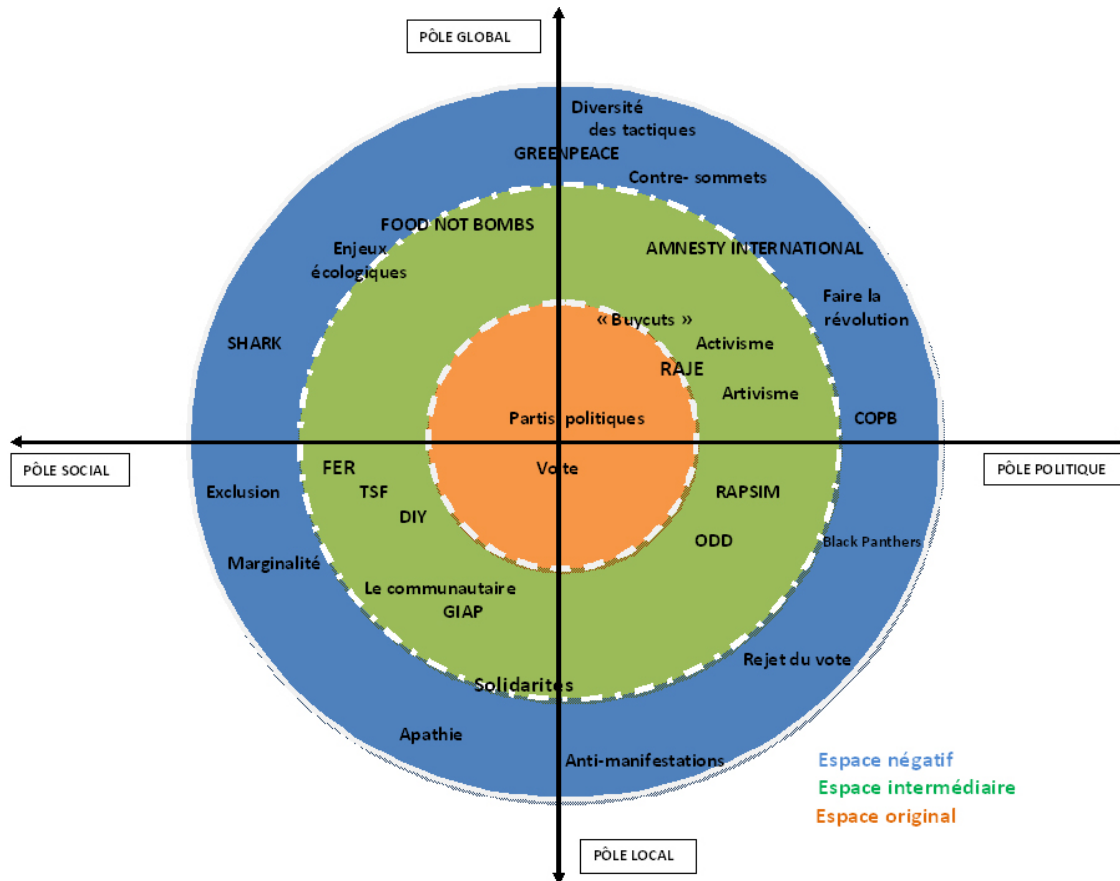 PÔLE GLOBAL
Diversité
des tactiques
GREENPEACE
Contre- sommets
FOOD NOT BOMBS
Enjeux
écologiques
AMNESTY INTERNATIONAL
Faire la
révolution
« Buycuts »
SHARK
Activisme
RAJE
Artivisme
Partis politiques
COPB
PÔLE SOCIAL
PÔLE POLITIQUE
FER
Vote
TSF
Exclusion
RAPSIM
DIY
ODD
Black Panthers
Marginalité
Le communautaire
GIAP
Rejet du vote
Solidarités
Apathie
Anti-manifestations
Espace négatif
Espace intermédiaire
Espace original
PÔLE LOCAL